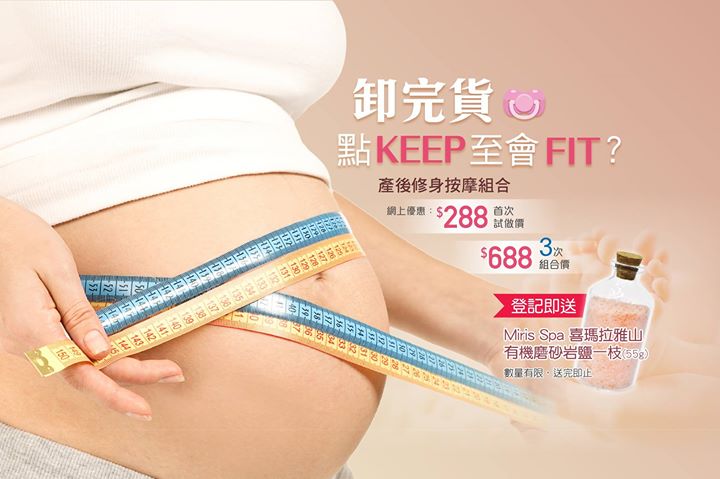 卸完貨
點KEEP至會FIT？
產後修身按摩組合
網上優惠：$288 首次試做價
$688 3次組合價
登記即送
Miris Spa 喜瑪拉雅山
有機磨砂岩鹽一枝(55g)
數量有限，送完即止